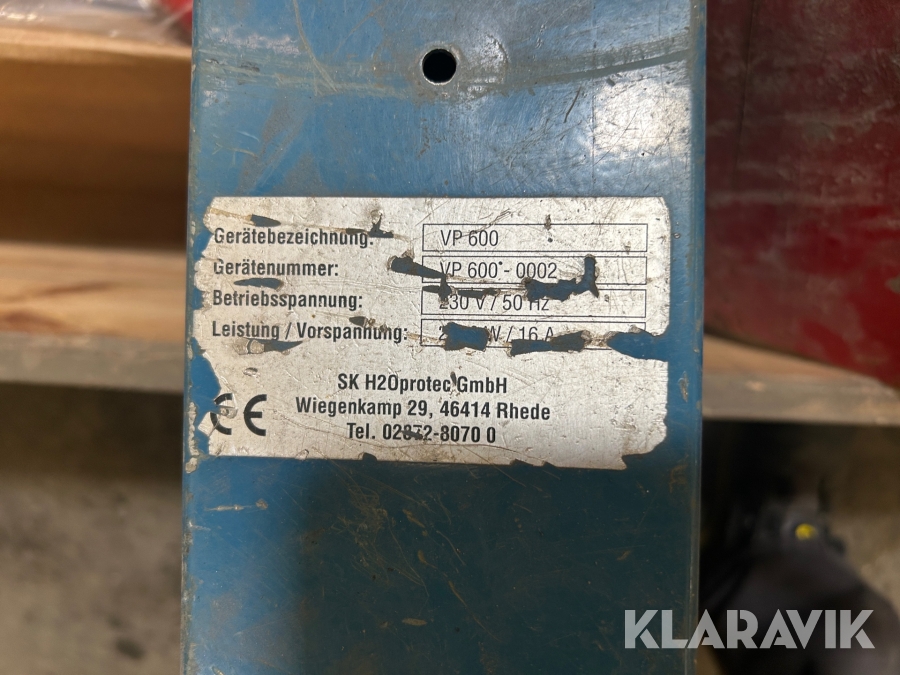 Gerätebezeichnung: VP 600
Gerätenummer: VP 600 - 0002
Betriebsspannung: 230 V / 50 Hz
Leistung / Vorspannung: / 16 A
SK H2Oprotec GmbH
Wiegenkamp 29, 46414 Rhede
Tel. 02872-8070 0
CE
KLARAVIK